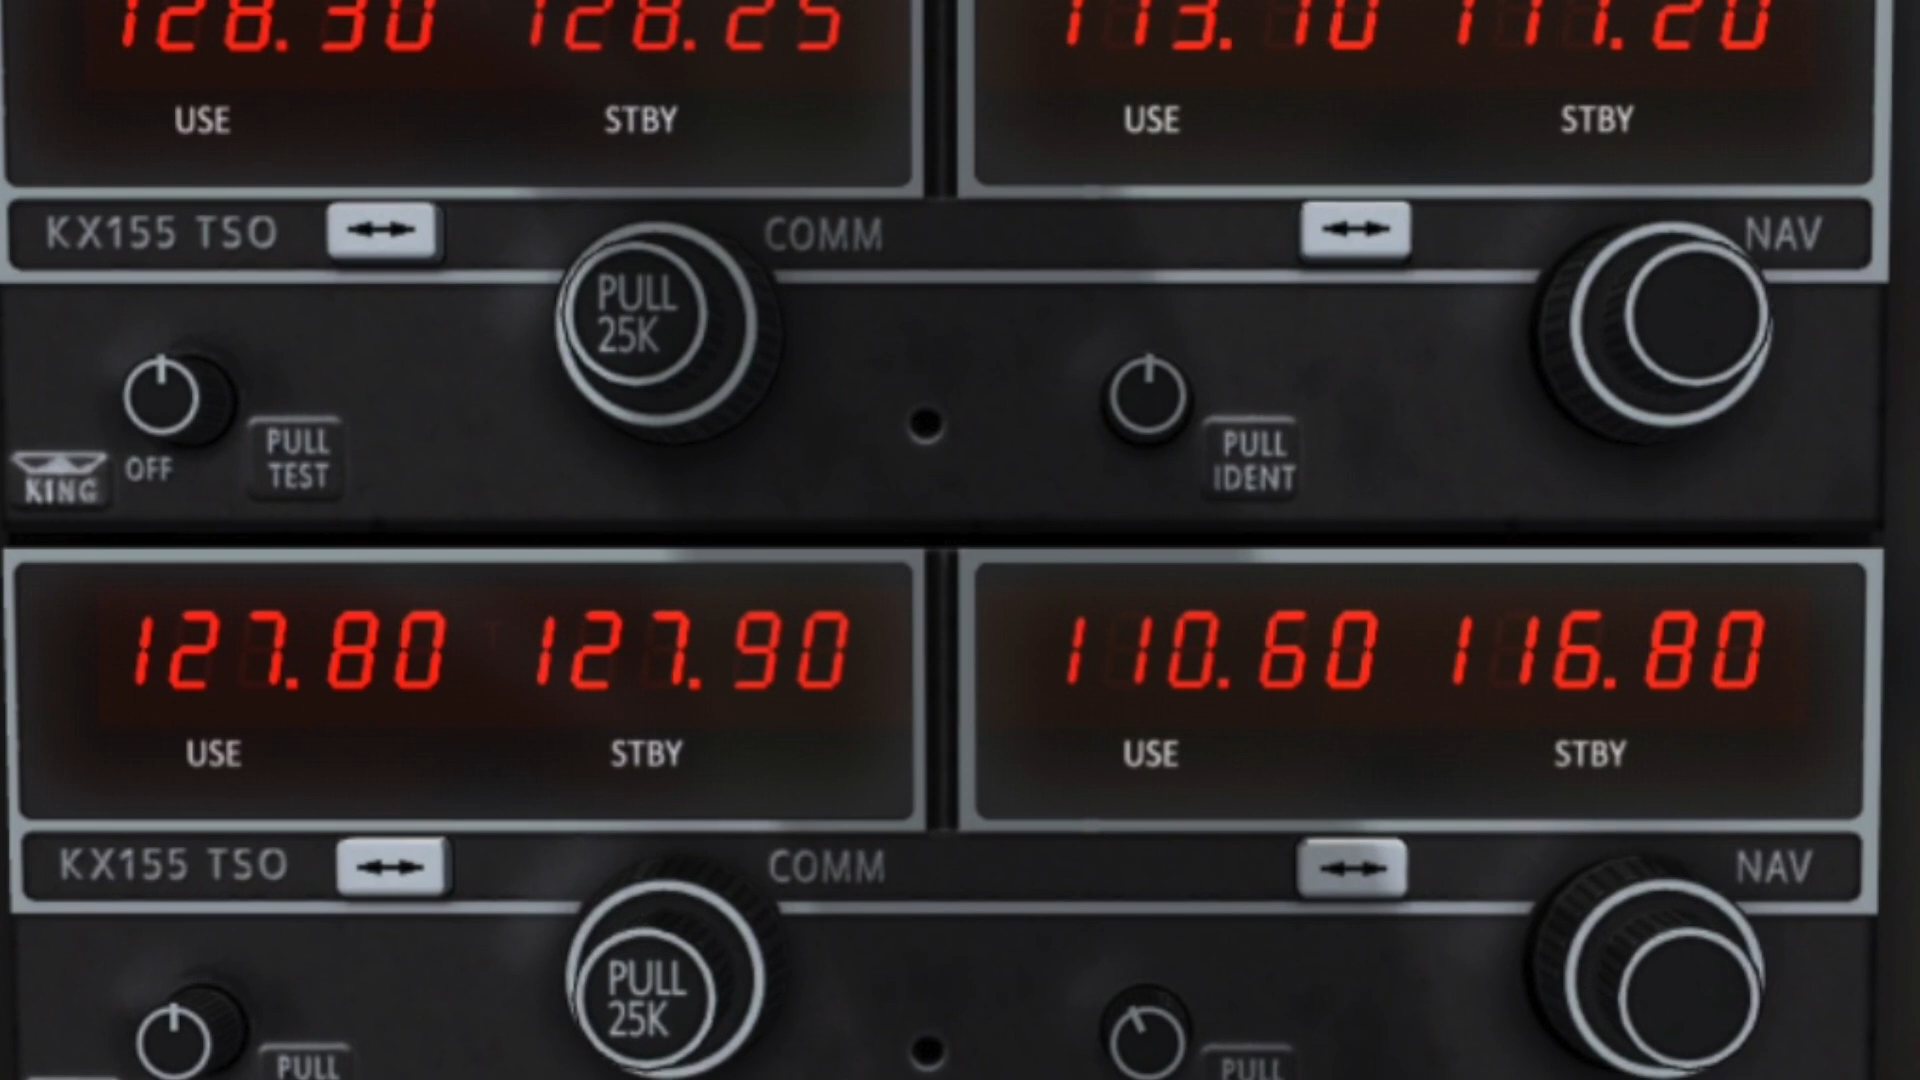 128.30 128.25 113.10 111.20
USE STBY USE STBY
KX155 TSO COMM NAV
PULL
25K
OFF PULL
TEST
PULL
IDENT
KING
127.80 127.90 110.60 116.80
USE STBY USE STBY
KX155 TSO COMM NAV
PULL
25K
PULL PULL